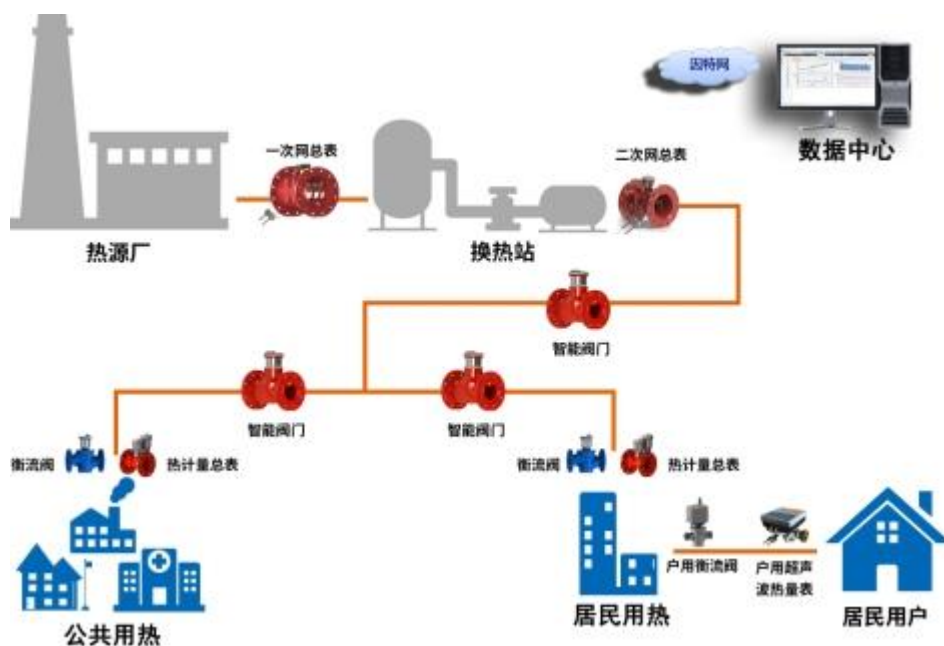 因特网
一次网总表
二次网总表
数据中心
热源厂
换热站
智能阀门
智能阀门
智能阀门
衡流阀
热计量总表
衡流阀
热计量总表
户用衡流阀
户用超声
波热量表
公共用热
居民用热
居民用户